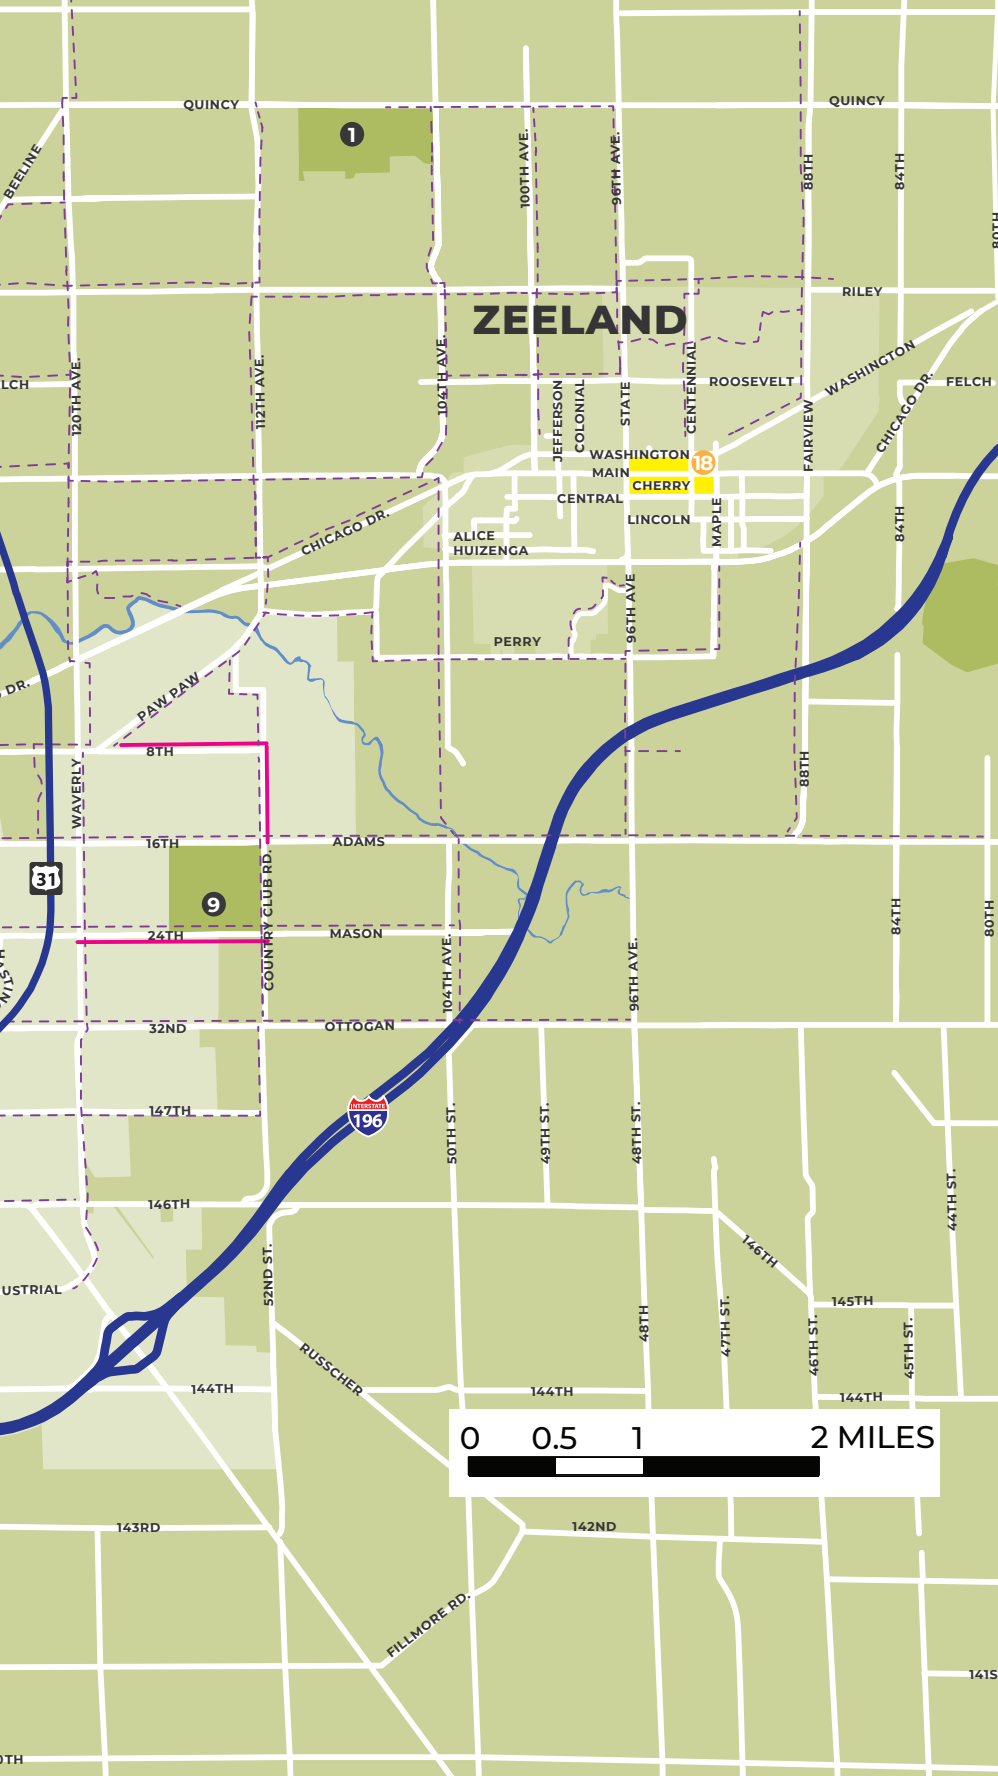 QUINCY
QUINCY
1
BEELINE
100TH AVE.
96TH AVE.
88TH
84TH
80TH
RILEY
ZEELAND
LCH
120TH AVE.
112TH AVE.
104TH AVE.
JEFFERSON
COLONIAL
STATE
CENTENNIAL
ROOSEVELT
WASHINGTON
FELCH
CHICAGO DR.
FAIRVIEW
WASHINGTON
18
MAIN
CHERRY
CENTRAL
MAPLE
LINCOLN
84TH
CHICAGO DR.
ALICE
HUIZENGA
96TH AVE
PERRY
DR.
PAW PAW
8TH
WAVERLY
88TH
16TH
ADAMS
31
9
COUNTRY CLUB RD.
24TH
MASON
104TH AVE.
96TH AVE.
84TH
80TH
32ND
OTTOGAN
INTERSTATE
196
147TH
50TH ST.
49TH ST.
48TH ST.
44TH ST.
146TH
146TH
52ND ST.
USTRIAL
48TH
47TH ST.
46TH ST.
145TH
45TH ST.
RUSSCHER
144TH
144TH
144TH
0 0.5 1 2 MILES
143RD
142ND
FILLMORE RD.
141S
0TH